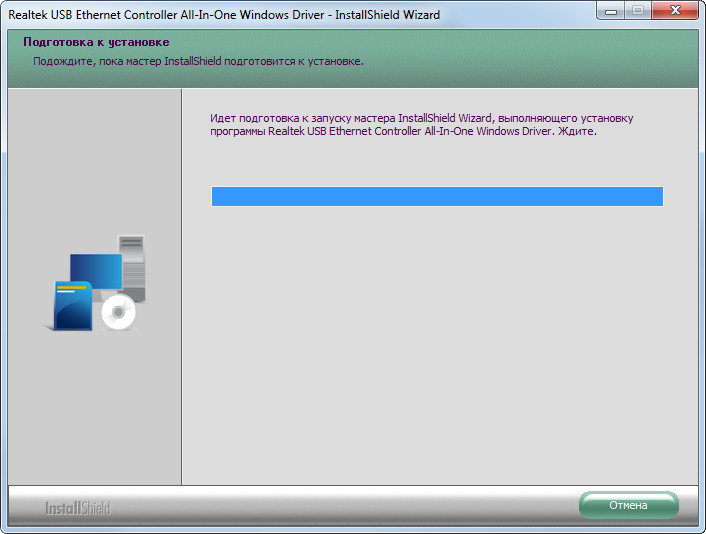 Realtek USB Ethernet Controller All-In-One Windows Driver - InstallShield Wizard
Подготовка к установке
Подождите, пока мастер InstallShield подготовится к установке.
Идет подготовка к запуску мастера InstallShield Wizard, выполняющего установку
программы Realtek USB Ethernet Controller All-In-One Windows Driver. Ждите.
InstallShield
Отмена